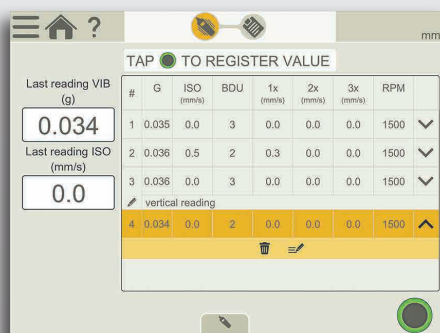 ?
mm
TAP TO REGISTER VALUE
Last reading VIB
(g)
0.034
Last reading ISO
(mm/s)
0.0
# G ISO (mm/s) BDU 1x (mm/s) 2x (mm/s) 3x (mm/s) RPM
1 0.035 0.0 3 0.0 0.0 0.0 1500
2 0.036 0.5 2 0.3 0.0 0.0 1500
3 0.036 0.0 3 0.0 0.0 0.0 1500
vertical reading
4 0.034 0.0 2 0.0 0.0 0.0 1500